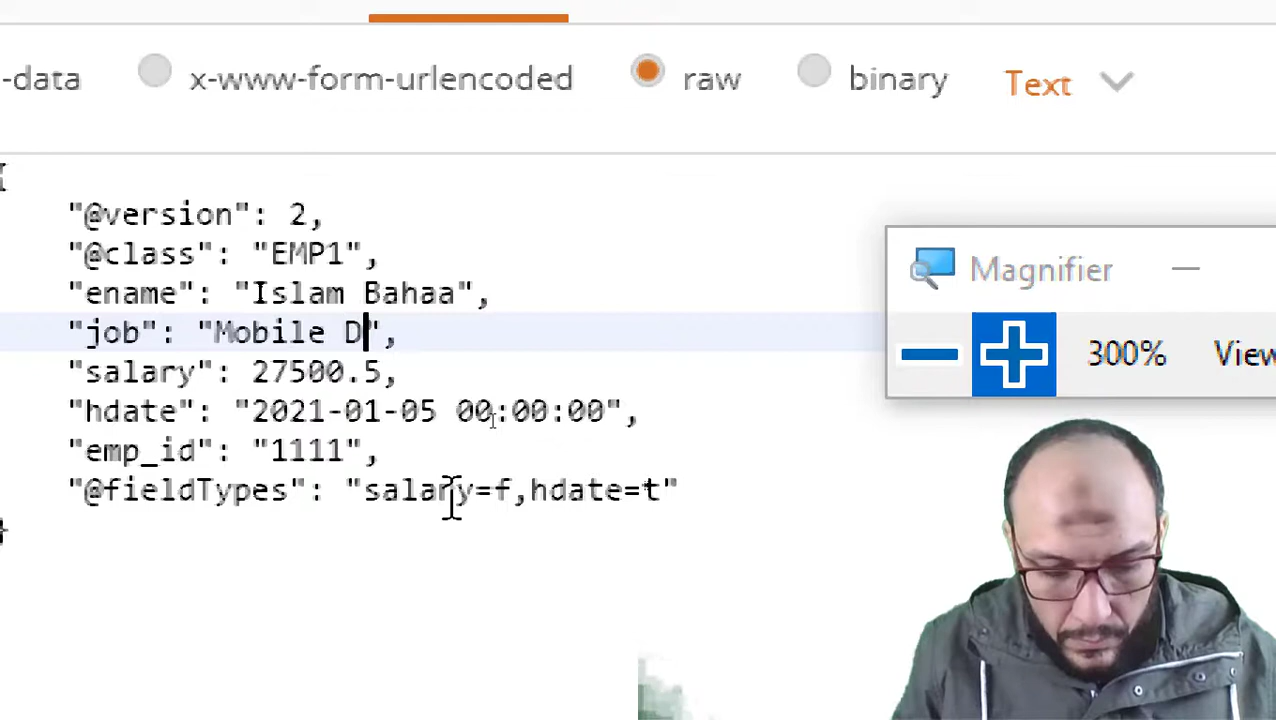 -data x-www-form-urlencoded raw binary Text
{
"@version": 2,
"@class": "EMP1",
"ename": "Islam Bahaa",
"job": "Mobile D",
"salary": 27500.5,
"hdate": "2021-01-05 00:00:00",
"emp_id": "1111",
"@fieldTypes": "salary=f,hdate=t"
}
Magnifier
300% View